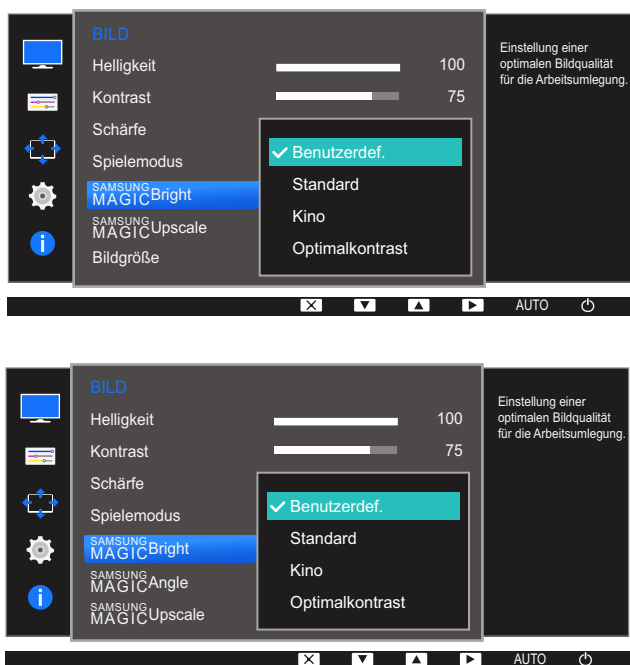 BILD
Helligkeit 100
Kontrast 75
Schärfe
Spielemodus
SAMSUNG MAGIC Bright
SAMSUNG MAGIC Upscale
Bildgröße
Benutzerdef.
Standard
Kino
Optimalkontrast
Einstellung einer
optimalen Bildqualität
für die Arbeitsumlegung.
AUTO
BILD
Helligkeit 100
Kontrast 75
Schärfe
Spielemodus
SAMSUNG MAGIC Bright
SAMSUNG MAGIC Angle
SAMSUNG MAGIC Upscale
Benutzerdef.
Standard
Kino
Optimalkontrast
Einstellung einer
optimalen Bildqualität
für die Arbeitsumlegung.
AUTO